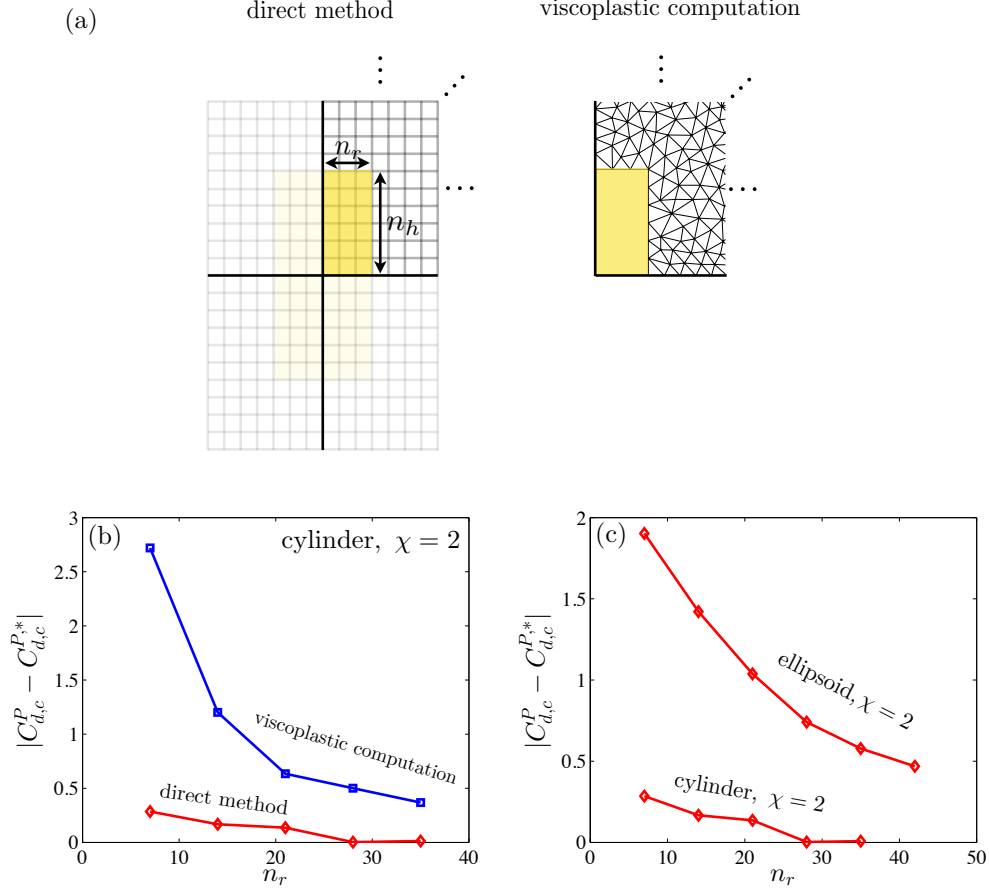 (a)
direct method
viscoplastic computation
n_r
n_h
(b)
cylinder, χ = 2
3
2.5
2
1.5
1
0.5
0
0
10
20
30
40
|C^P_{d,c} − C^{P,*}_{d,c}|
n_r
viscoplastic computation
direct method
(c)
2
1.5
1
0.5
0
0
10
20
30
40
50
|C^P_{d,c} − C^{P,*}_{d,c}|
n_r
ellipsoid, χ = 2
cylinder, χ = 2